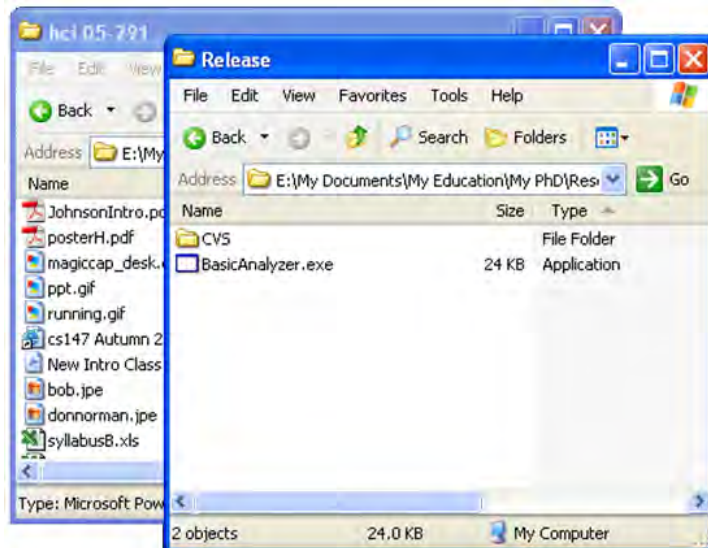 hci 05-791
File Edit View
Back
Address E:\My
Name
JohnsonIntro.pd
posterH.pdf
magiccap_desk.
ppt.gif
running.gif
cs147 Autumn 2
New Intro Class
bob.jpe
donnorman.jpe
syllabusB.xls
Type: Microsoft Pow
Release
File Edit View Favorites Tools Help
Back Search Folders
Address E:\My Documents\My Education\My PhD\Rese Go
Name Size Type
CVS File Folder
BasicAnalyzer.exe 24 KB Application
2 objects 24.0 KB My Computer